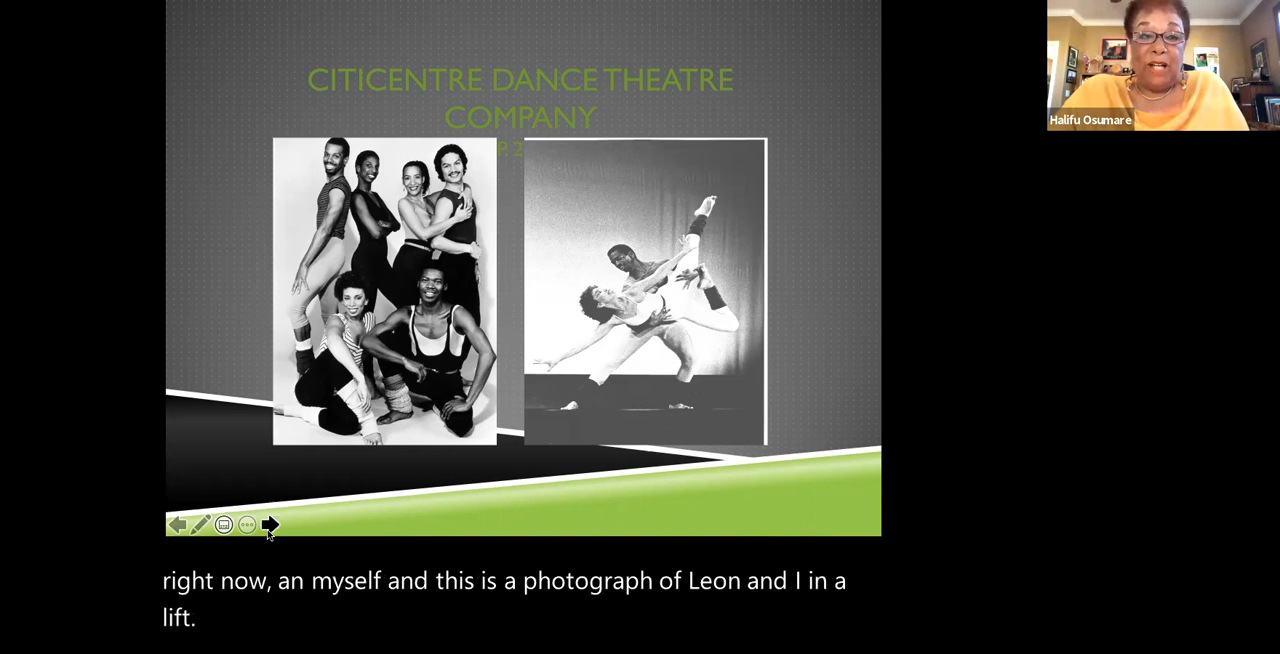 CITICENTRE DANCE THEATRE
COMPANY
P. 2
Halifu Osumare
right now, an myself and this is a photograph of Leon and I in a
lift.